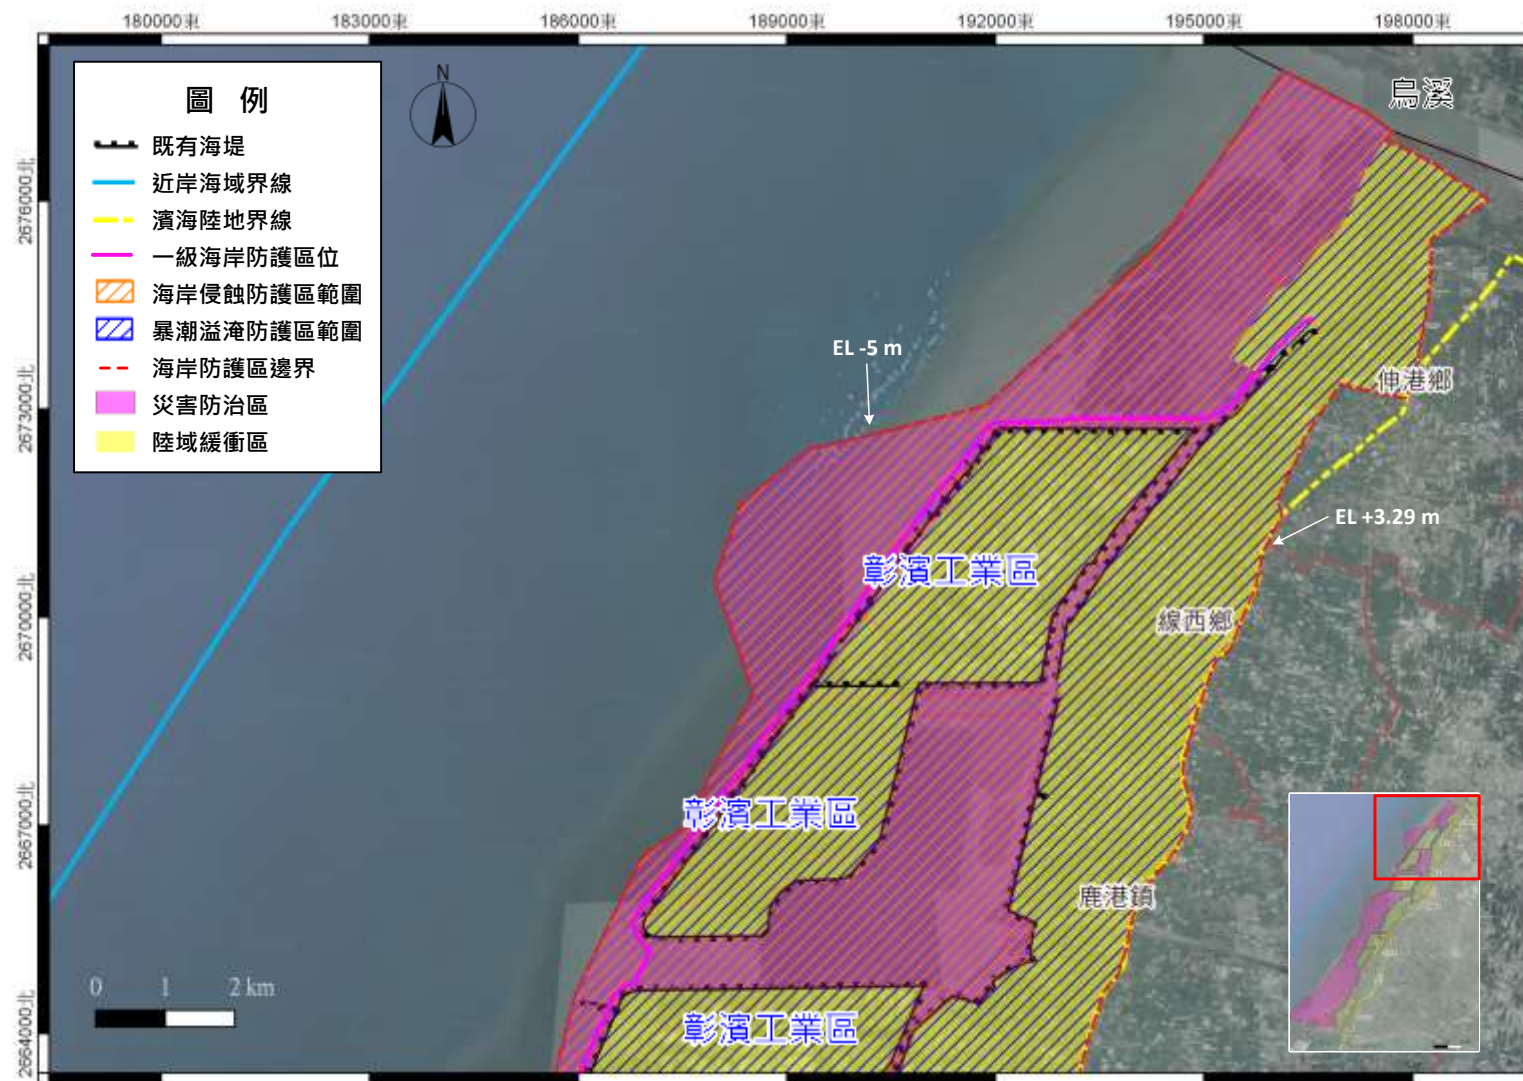 180000東 183000東 186000東 189000東 192000東 195000東 198000東
2676000北
2673000北
2670000北
2667000北
2664000北
圖 例
既有海堤
近岸海域界線
濱海陸地界線
一級海岸防護區位
海岸侵蝕防護區範圍
暴潮溢淹防護區範圍
海岸防護區邊界
災害防治區
陸域緩衝區
N
烏溪
EL -5 m
伸港鄉
EL +3.29 m
彰濱工業區
線西鄉
彰濱工業區
鹿港鎮
彰濱工業區
0 1 2 km